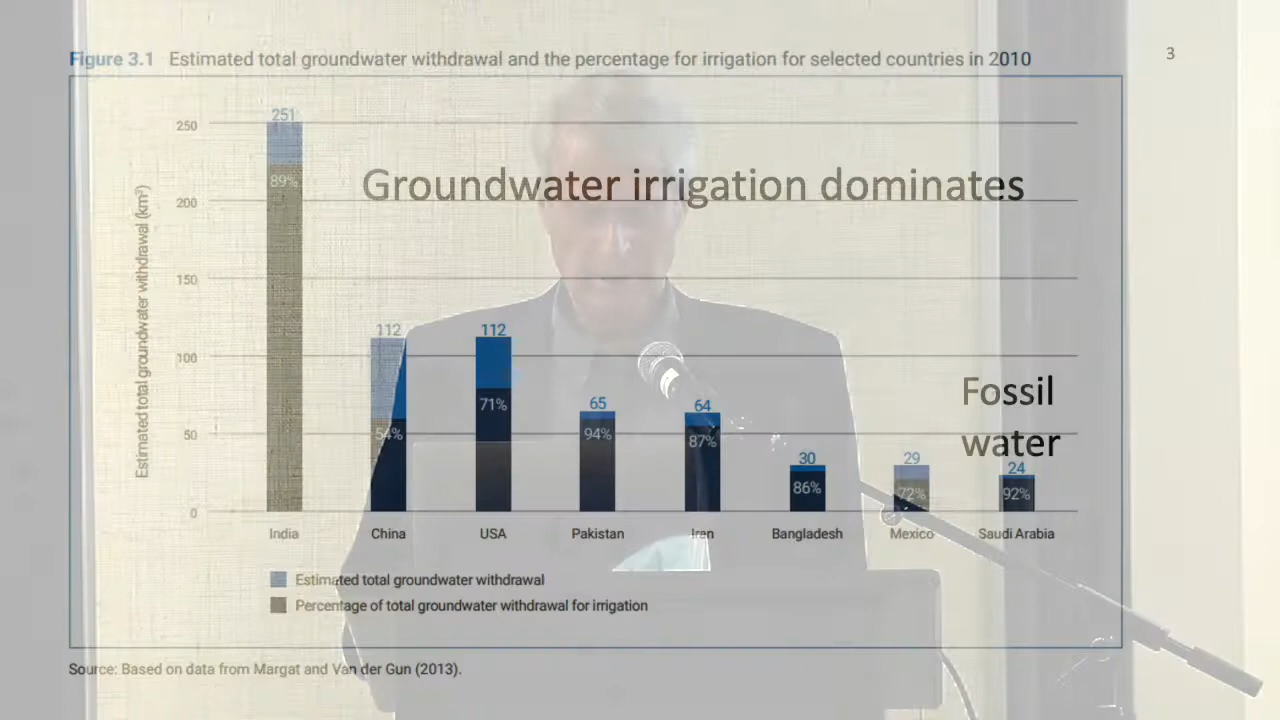 Figure 3.1 Estimated total groundwater withdrawal and the percentage for irrigation for selected countries in 2010
3
Groundwater irrigation dominates
Fossil
water
Estimated total groundwater withdrawal (km³)
250
200
150
100
50
0
251
112
112
65
64
30
29
24
89%
54%
71%
94%
87%
86%
72%
92%
India
China
USA
Pakistan
Iran
Bangladesh
Mexico
Saudi Arabia
Estimated total groundwater withdrawal
Percentage of total groundwater withdrawal for irrigation
Source: Based on data from Margat and Van der Gun (2013).